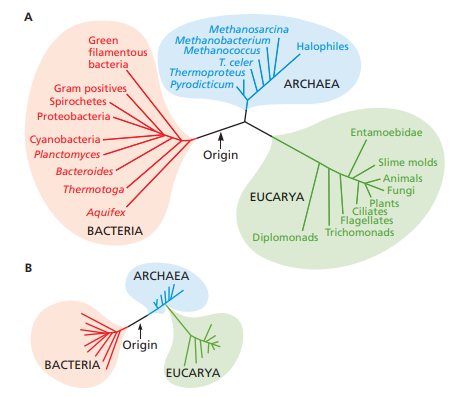 A
Green
filamentous
bacteria
Gram positives
Spirochetes
Proteobacteria
Cyanobacteria
Planctomyces
Bacteroides
Thermotoga
Aquifex
BACTERIA
Origin
Methanosarcina
Methanobacterium
Methanococcus
T. celer
Thermoproteus
Pyrodicticum
Halophiles
ARCHAEA
Entamoebidae
Slime molds
Animals
Fungi
Plants
Ciliates
Flagellates
Trichomonads
Diplomonads
EUCARYA
B
ARCHAEA
Origin
BACTERIA
EUCARYA